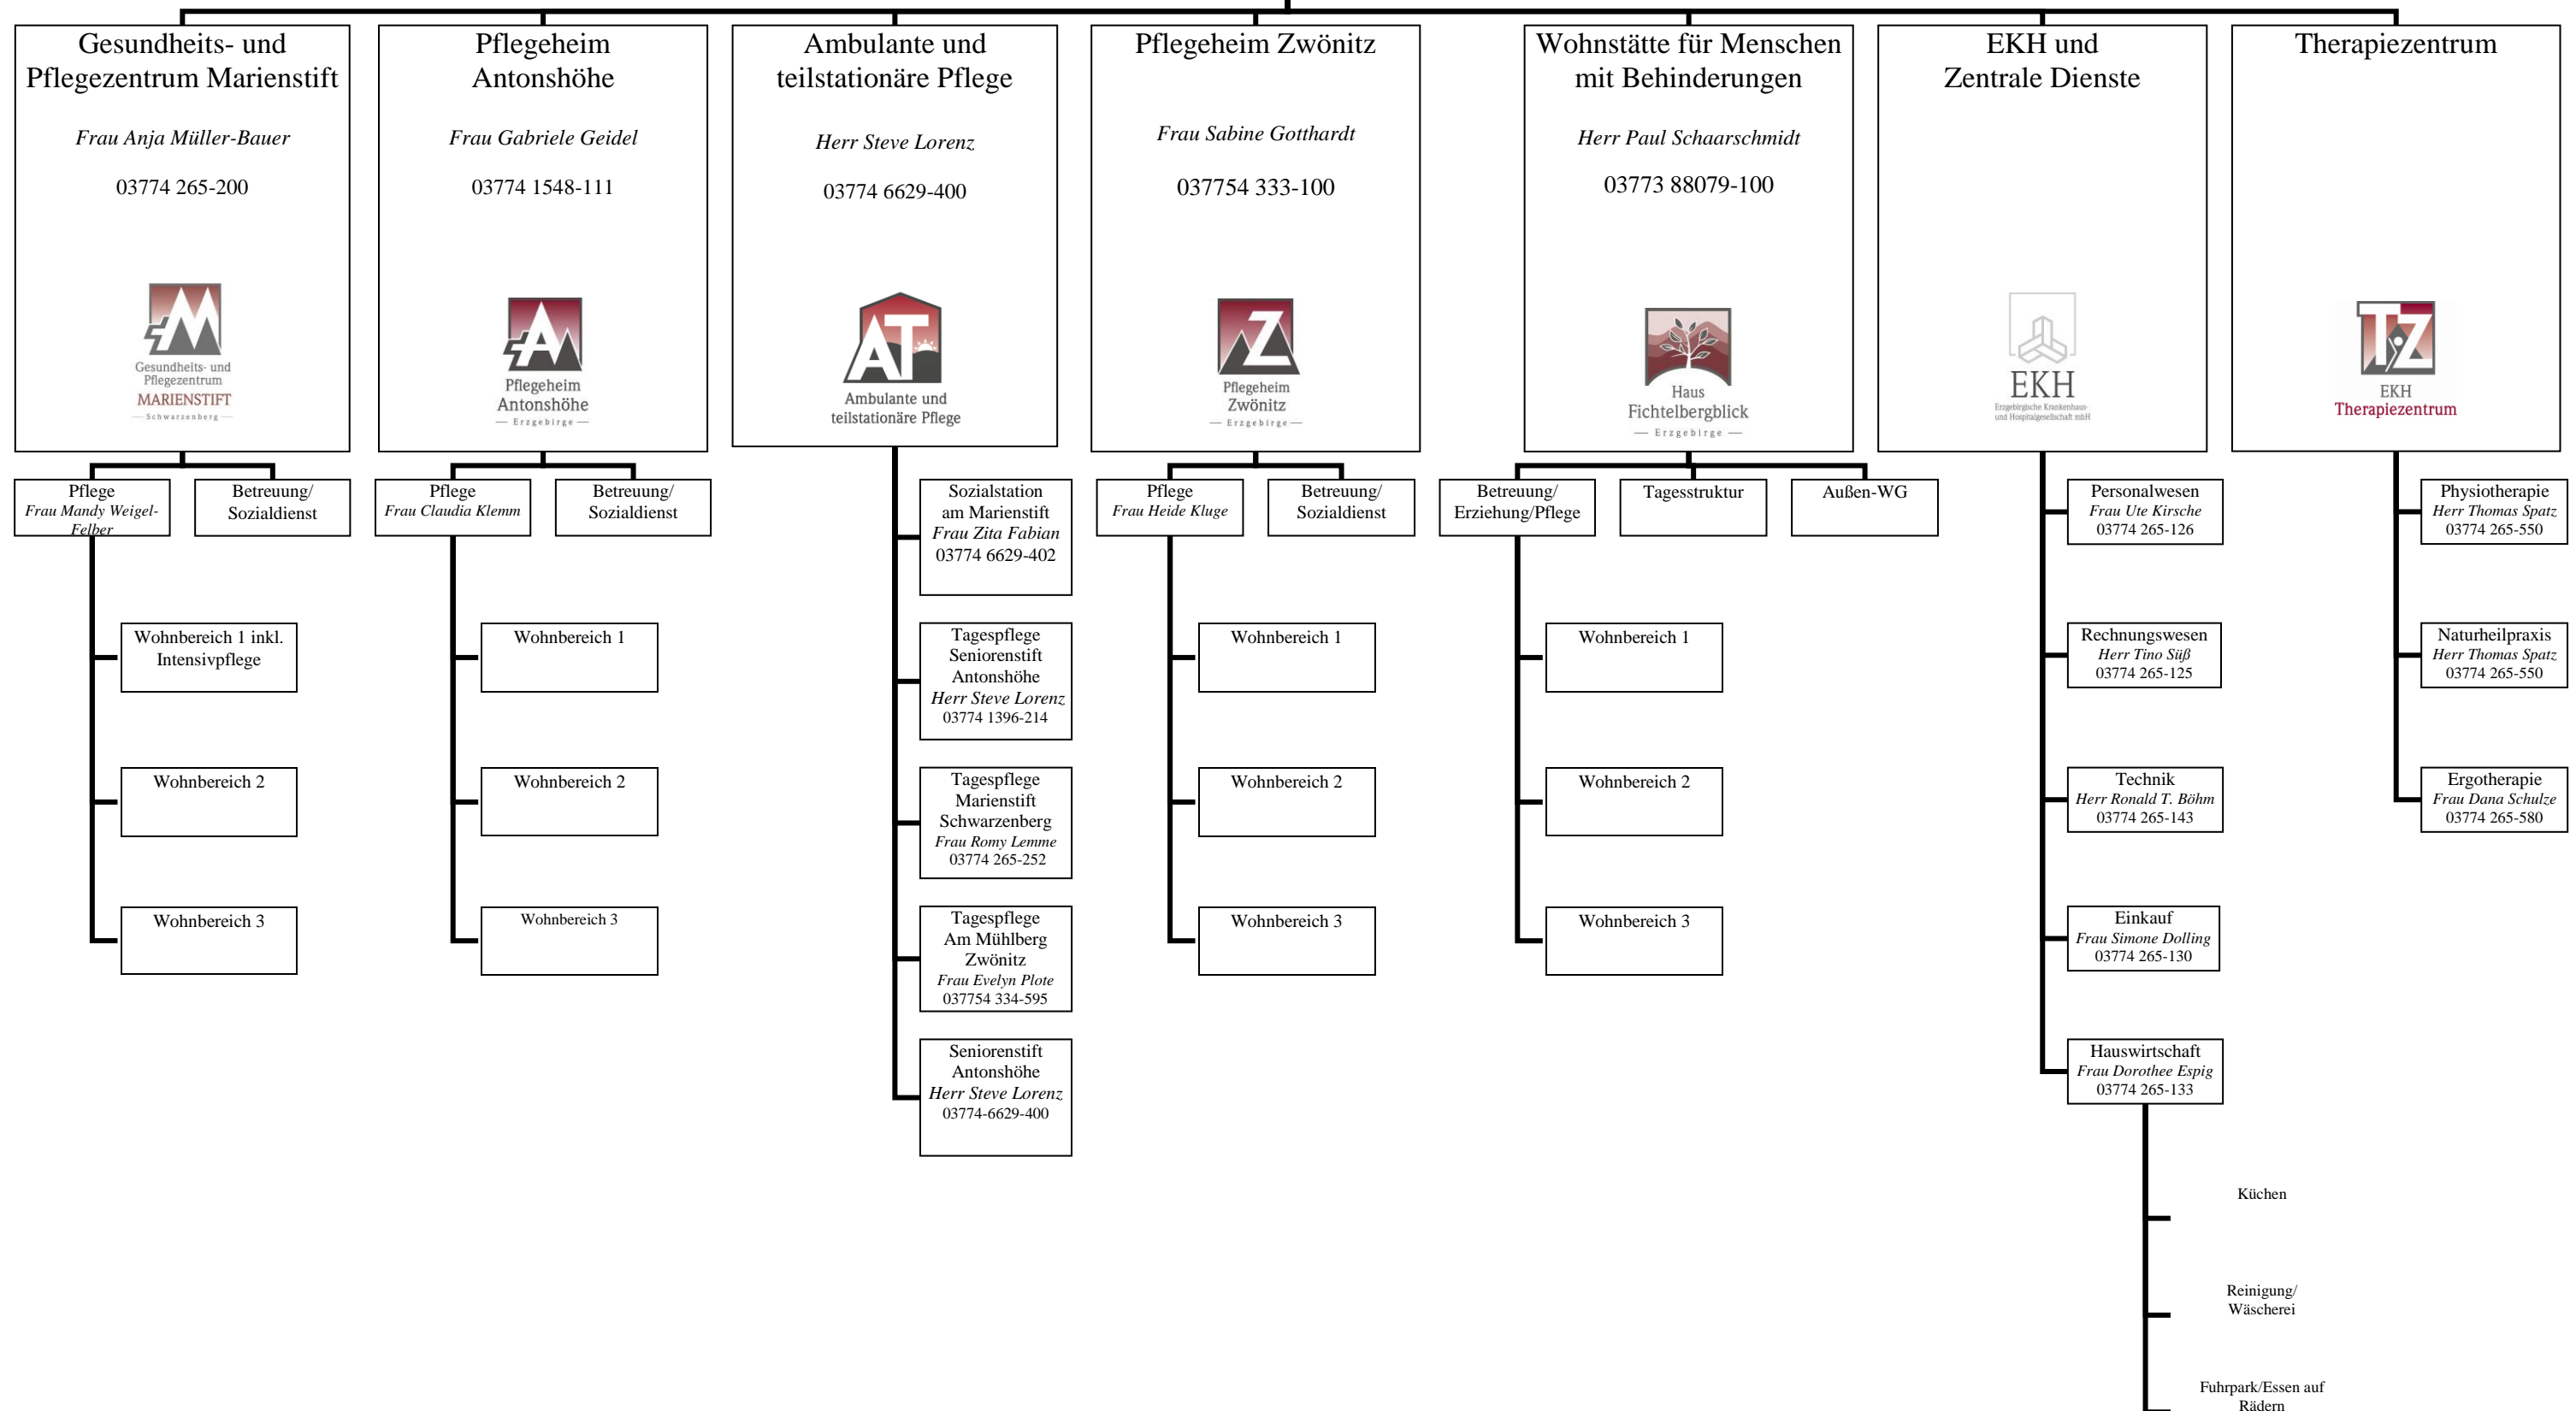 Gesundheits- und
Pflegezentrum Marienstift
Frau Anja Müller-Bauer
03774 265-200
Gesundheits- und
Pflegezentrum
MARIENSTIFT
Schwarzenberg
Pflegeheim
Antonshöhe
Frau Gabriele Geidel
03774 1548-111
Pflegeheim
Antonshöhe
Erzgebirge
Ambulante und
teilstationäre Pflege
Herr Steve Lorenz
03774 6629-400
AT
Ambulante und
teilstationäre Pflege
Pflegeheim Zwönitz
Frau Sabine Gotthardt
037754 333-100
Pflegeheim
Zwönitz
Erzgebirge
Wohnstätte für Menschen
mit Behinderungen
Herr Paul Schaarschmidt
03773 88079-100
Haus
Fichtelbergblick
Erzgebirge
EKH und
Zentrale Dienste
EKH
Erzgebirgische Krankenhaus-
und Hospitalgesellschaft mbH
Therapiezentrum
TZ
EKH
Therapiezentrum
Pflege
Frau Mandy Weigel-
Felber
Betreuung/
Sozialdienst
Wohnbereich 1 inkl.
Intensivpflege
Wohnbereich 2
Wohnbereich 3
Pflege
Frau Claudia Klemm
Betreuung/
Sozialdienst
Wohnbereich 1
Wohnbereich 2
Wohnbereich 3
Sozialstation
am Marienstift
Frau Zita Fabian
03774 6629-402
Tagespflege
Seniorenstift
Antonshöhe
Herr Steve Lorenz
03774 1396-214
Tagespflege
Marienstift
Schwarzenberg
Frau Romy Lemme
03774 265-252
Tagespflege
Am Mühlberg
Zwönitz
Frau Evelyn Plote
037754 334-595
Seniorenstift
Antonshöhe
Herr Steve Lorenz
03774-6629-400
Pflege
Frau Heide Kluge
Betreuung/
Sozialdienst
Wohnbereich 1
Wohnbereich 2
Wohnbereich 3
Betreuung/
Erziehung/Pflege
Tagesstruktur
Außen-WG
Wohnbereich 1
Wohnbereich 2
Wohnbereich 3
Personalwesen
Frau Ute Kirsche
03774 265-126
Rechnungswesen
Herr Tino Süß
03774 265-125
Technik
Herr Ronald T. Böhm
03774 265-143
Einkauf
Frau Simone Dolling
03774 265-130
Hauswirtschaft
Frau Dorothee Espig
03774 265-133
Küchen
Reinigung/
Wäscherei
Fuhrpark/Essen auf
Rädern
Physiotherapie
Herr Thomas Spatz
03774 265-550
Naturheilpraxis
Herr Thomas Spatz
03774 265-550
Ergotherapie
Frau Dana Schulze
03774 265-580